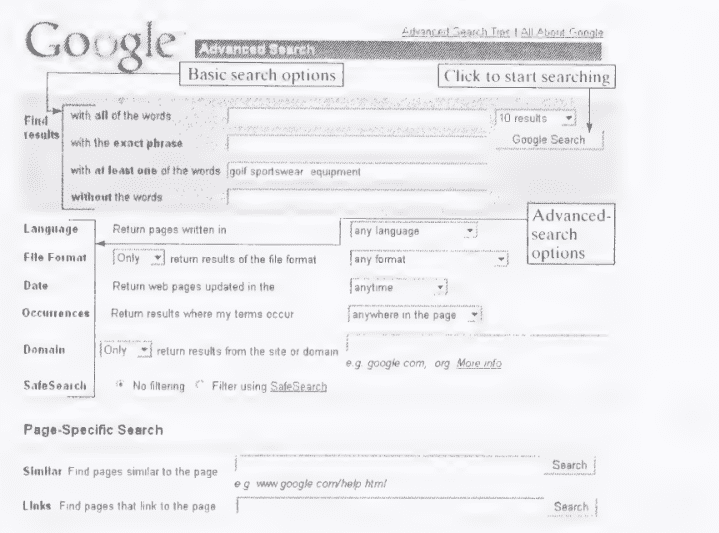 Google
Advanced Search Tips | All About Google
Advanced Search
Basic search options
Click to start searching
Find results
with all of the words
10 results
with the exact phrase
Google Search
with at least one of the words golf sportswear equipment
without the words
Advanced-search options
Language Return pages written in any language
File Format Only return results of the file format any format
Date Return web pages updated in the anytime
Occurrences Return results where my terms occur anywhere in the page
Domain Only return results from the site or domain
e.g. google com, org More info
SafeSearch No filtering Filter using SafeSearch
Page-Specific Search
Similar Find pages similar to the page Search
e g www google com/help html
Links Find pages that link to the page Search